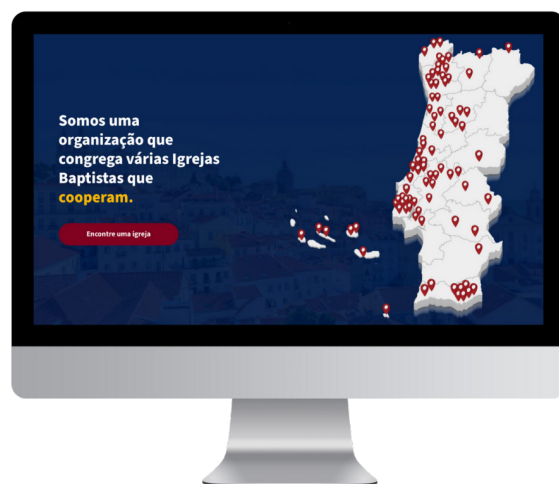 Somos uma
organização que
congrega várias Igrejas
Baptistas que
cooperam.
Encontre uma igreja